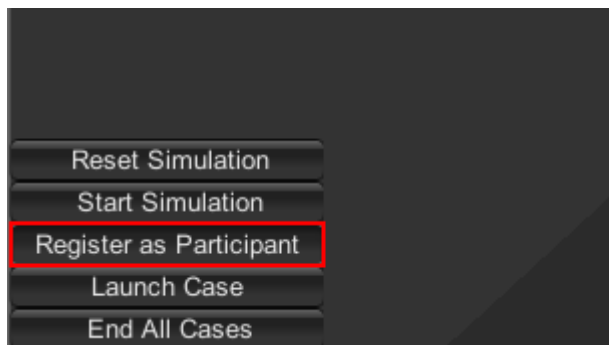 Reset Simulation
Start Simulation
Register as Participant
Launch Case
End All Cases